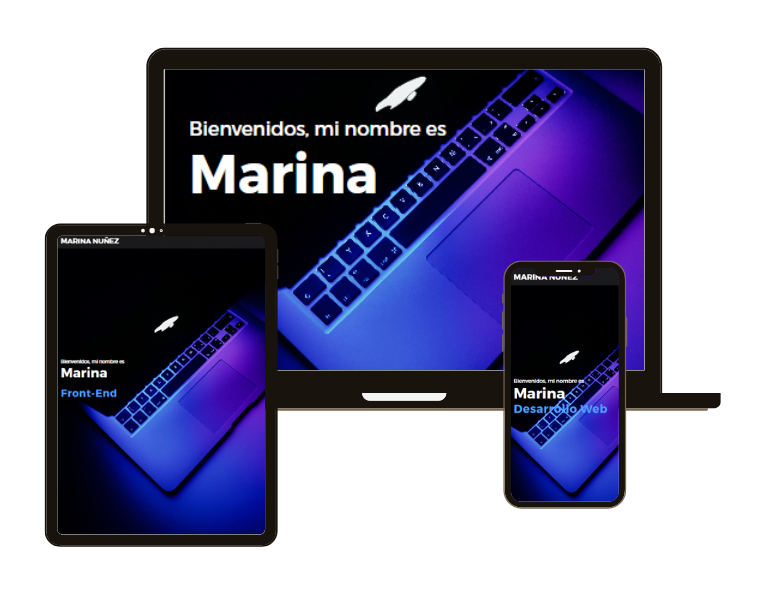 Bienvenidos, mi nombre es
Marina
MARINA NUÑEZ
Bienvenidos, mi nombre es
Marina
Front-End
MARINA NUÑEZ
Bienvenidos, mi nombre es
Marina
Desarrollo Web